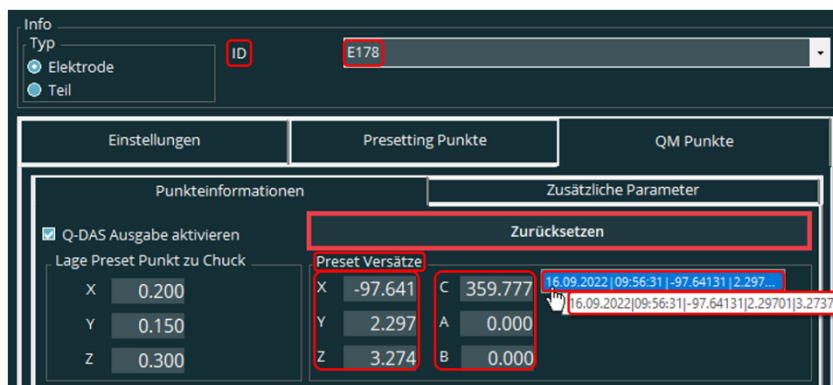 Info
Typ
Elektrode
Teil
ID
E178
Einstellungen
Presetting Punkte
QM Punkte
Punkteinformationen
Zusätzliche Parameter
Q-DAS Ausgabe aktivieren
Zurücksetzen
Lage Preset Punkt zu Chuck
X 0.200
Y 0.150
Z 0.300
Preset Versätze
X -97.641 C 359.777
Y 2.297 A 0.000
Z 3.274 B 0.000
16.09.2022|09:56:31|-97.64131|2.297...
16.09.2022|09:56:31|-97.64131|2.29701|3.2737